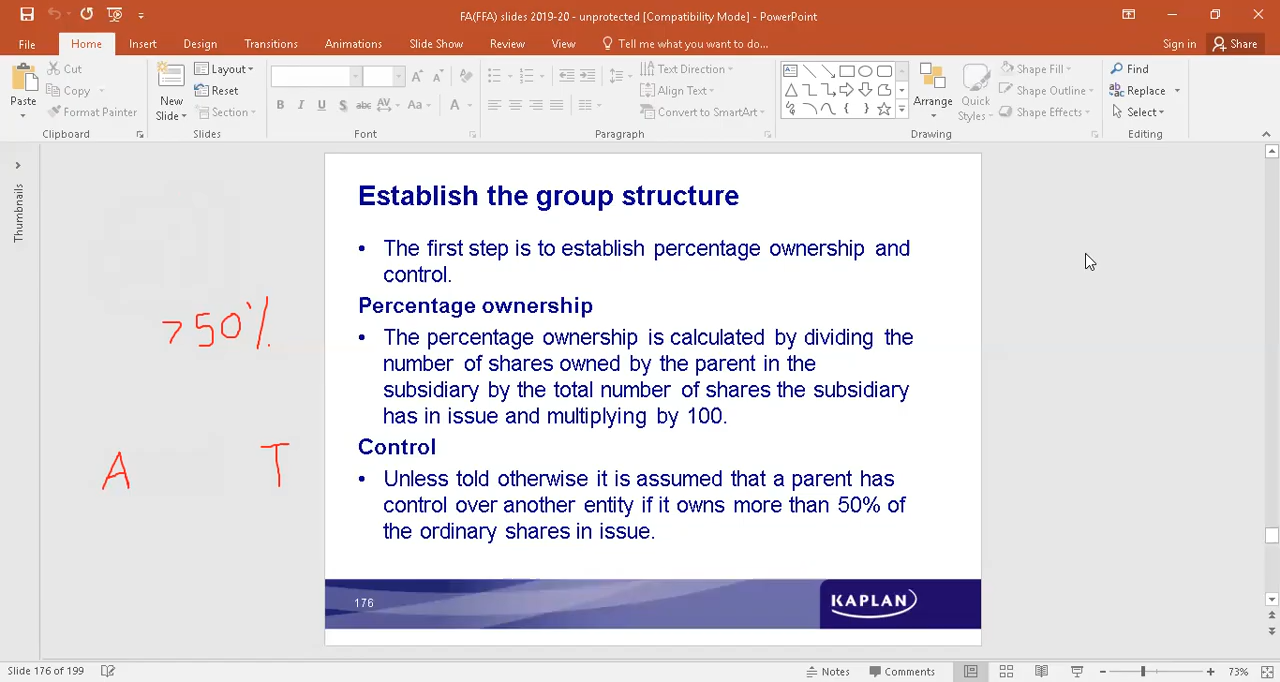 FA(FFA) slides 2019-20 - unprotected [Compatibility Mode] - PowerPoint
File Home Insert Design Transitions Animations Slide Show Review View Tell me what you want to do... Sign in Share
Paste
Cut
Copy
Format Painter
Clipboard
New Slide
Layout
Reset
Section
Slides
B I U S abc AV Aa A
Font
Text Direction
Align Text
Convert to SmartArt
Paragraph
Arrange
Quick Styles
Shape Fill
Shape Outline
Shape Effects
Drawing
Find
Replace
Select
Editing
Thumbnails
>50%
A T
Establish the group structure
• The first step is to establish percentage ownership and
control.
Percentage ownership
• The percentage ownership is calculated by dividing the
number of shares owned by the parent in the
subsidiary by the total number of shares the subsidiary
has in issue and multiplying by 100.
Control
• Unless told otherwise it is assumed that a parent has
control over another entity if it owns more than 50% of
the ordinary shares in issue.
176
KAPLAN
Slide 176 of 199 Notes Comments 73%